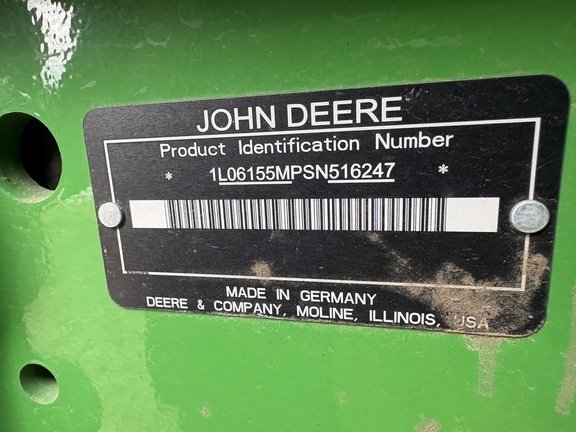 JOHN DEERE
Product Identification Number
* 1L06155MPSN516247 *
MADE IN GERMANY
DEERE & COMPANY, MOLINE, ILLINOIS, USA